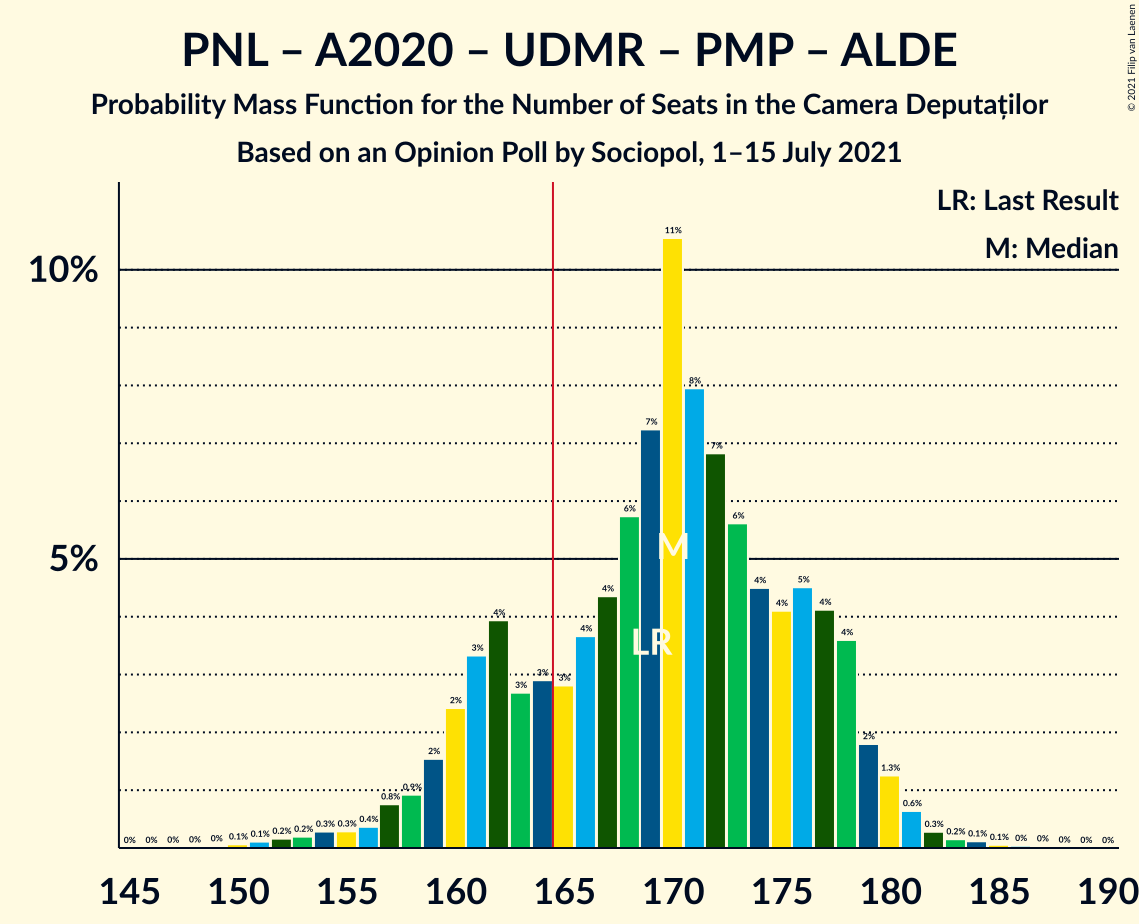 PNL – A2020 – UDMR – PMP – ALDE
Probability Mass Function for the Number of Seats in the Camera Deputaților
Based on an Opinion Poll by Sociopol, 1–15 July 2021
© 2021 Filip van Laenen
LR: Last Result
M: Median
10%
5%
0% 0% 0% 0% 0% 0.1% 0.1% 0.2% 0.2% 0.3% 0.3% 0.4% 0.8% 0.9% 2% 2% 3% 4% 3% 3% 3% 4% 4% 6% 7% 11% 8% 7% 6% 4% 4% 5% 4% 4% 2% 1.3% 0.6% 0.3% 0.2% 0.1% 0.1% 0% 0% 0% 0% 0%
M
LR
145 150 155 160 165 170 175 180 185 190